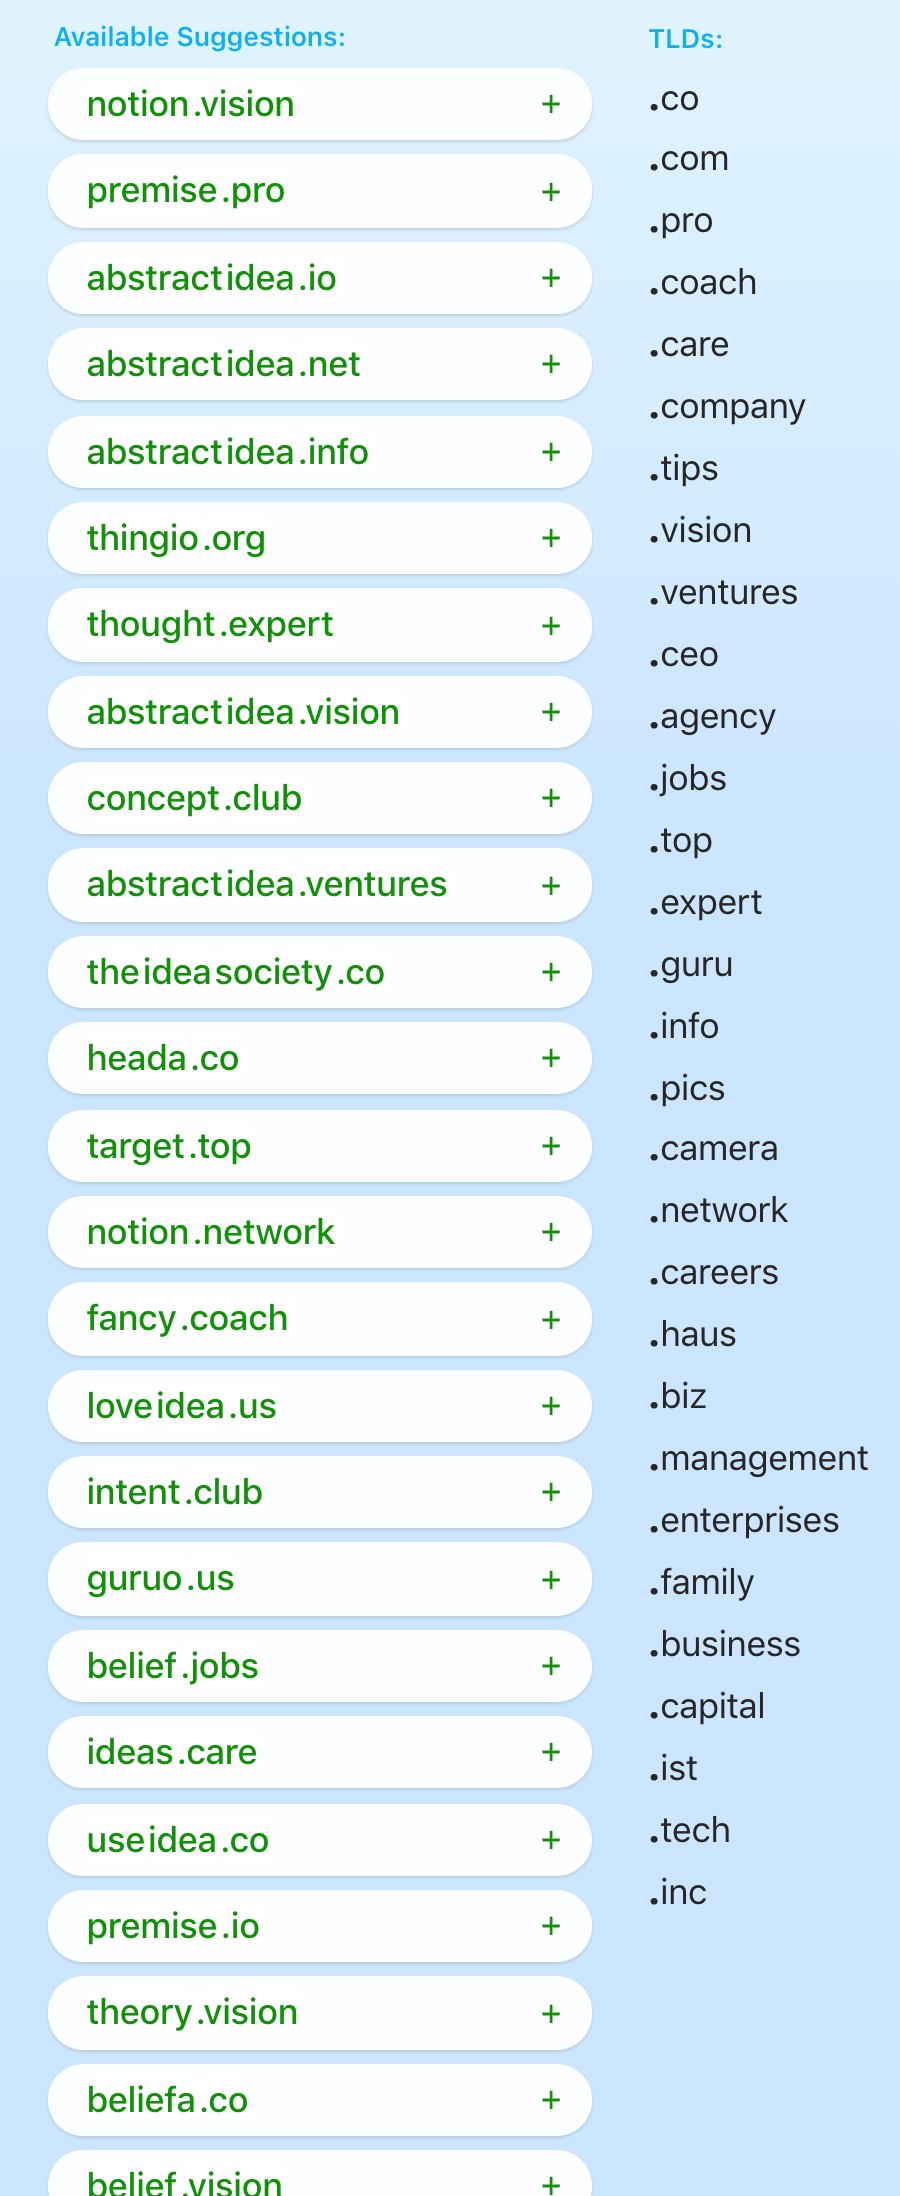 Available Suggestions:
notion.vision +
premise.pro +
abstractidea.io +
abstractidea.net +
abstractidea.info +
thingio.org +
thought.expert +
abstractidea.vision +
concept.club +
abstractidea.ventures +
theideasociety.co +
heada.co +
target.top +
notion.network +
fancy.coach +
loveidea.us +
intent.club +
guruo.us +
belief.jobs +
ideas.care +
useidea.co +
premise.io +
theory.vision +
beliefa.co +
belief.vision +
TLDs:
.co
.com
.pro
.coach
.care
.company
.tips
.vision
.ventures
.ceo
.agency
.jobs
.top
.expert
.guru
.info
.pics
.camera
.network
.careers
.haus
.biz
.management
.enterprises
.family
.business
.capital
.ist
.tech
.inc